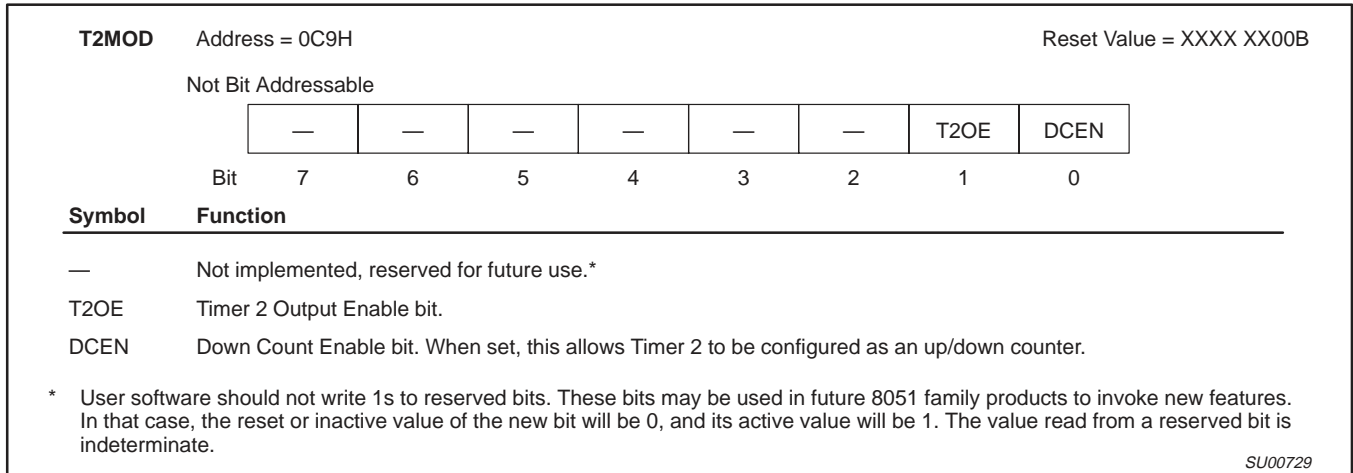 T2MOD Address = 0C9H Reset Value = XXXX XX00B
Not Bit Addressable
— — — — — — T2OE DCEN
Bit 7 6 5 4 3 2 1 0
Symbol Function
— Not implemented, reserved for future use.*
T2OE Timer 2 Output Enable bit.
DCEN Down Count Enable bit. When set, this allows Timer 2 to be configured as an up/down counter.
* User software should not write 1s to reserved bits. These bits may be used in future 8051 family products to invoke new features.
In that case, the reset or inactive value of the new bit will be 0, and its active value will be 1. The value read from a reserved bit is
indeterminate.
SU00729